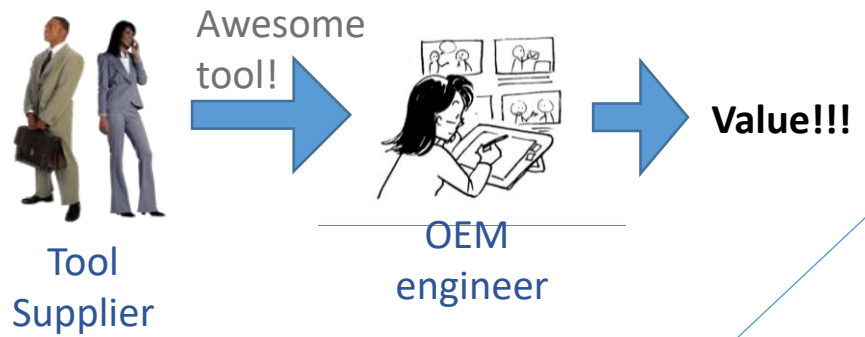 Awesome
tool!
Value!!!
Tool
Supplier
OEM
engineer